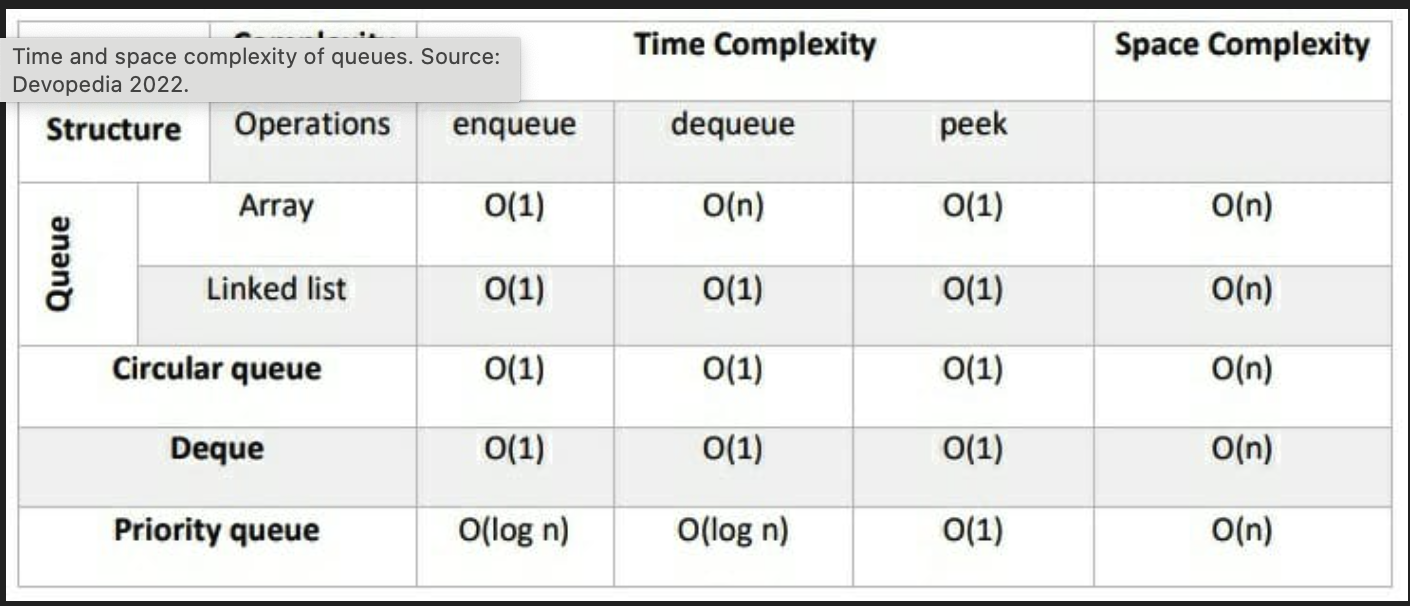 Complexity Time Complexity Space Complexity
Time and space complexity of queues. Source:
Devopedia 2022.
Structure Operations enqueue dequeue peek
Queue
Array O(1) O(n) O(1) O(n)
Linked list O(1) O(1) O(1) O(n)
Circular queue O(1) O(1) O(1) O(n)
Deque O(1) O(1) O(1) O(n)
Priority queue O(log n) O(log n) O(1) O(n)